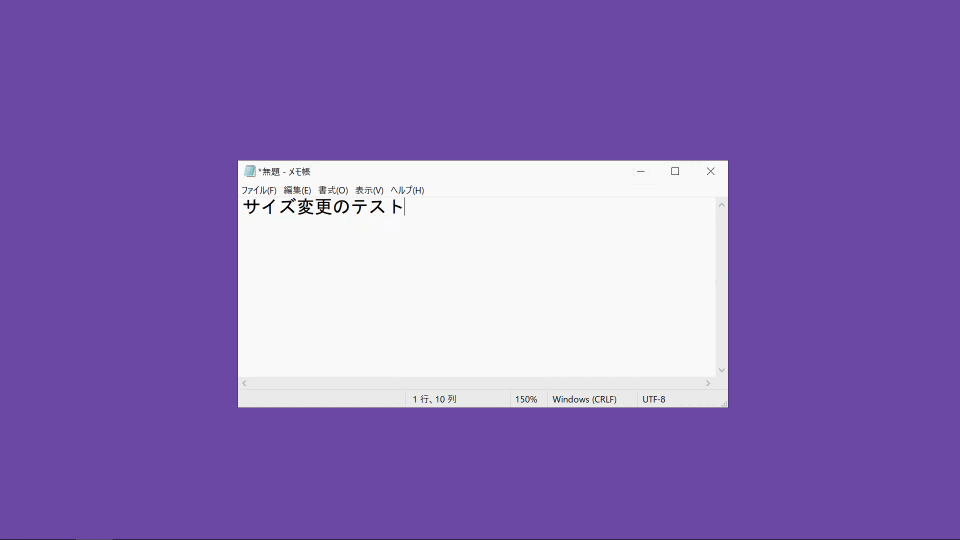 *無題 - メモ帳
ファイル(F) 編集(E) 書式(O) 表示(V) ヘルプ(H)
サイズ変更のテスト
1 行、10 列 150% Windows (CRLF) UTF-8